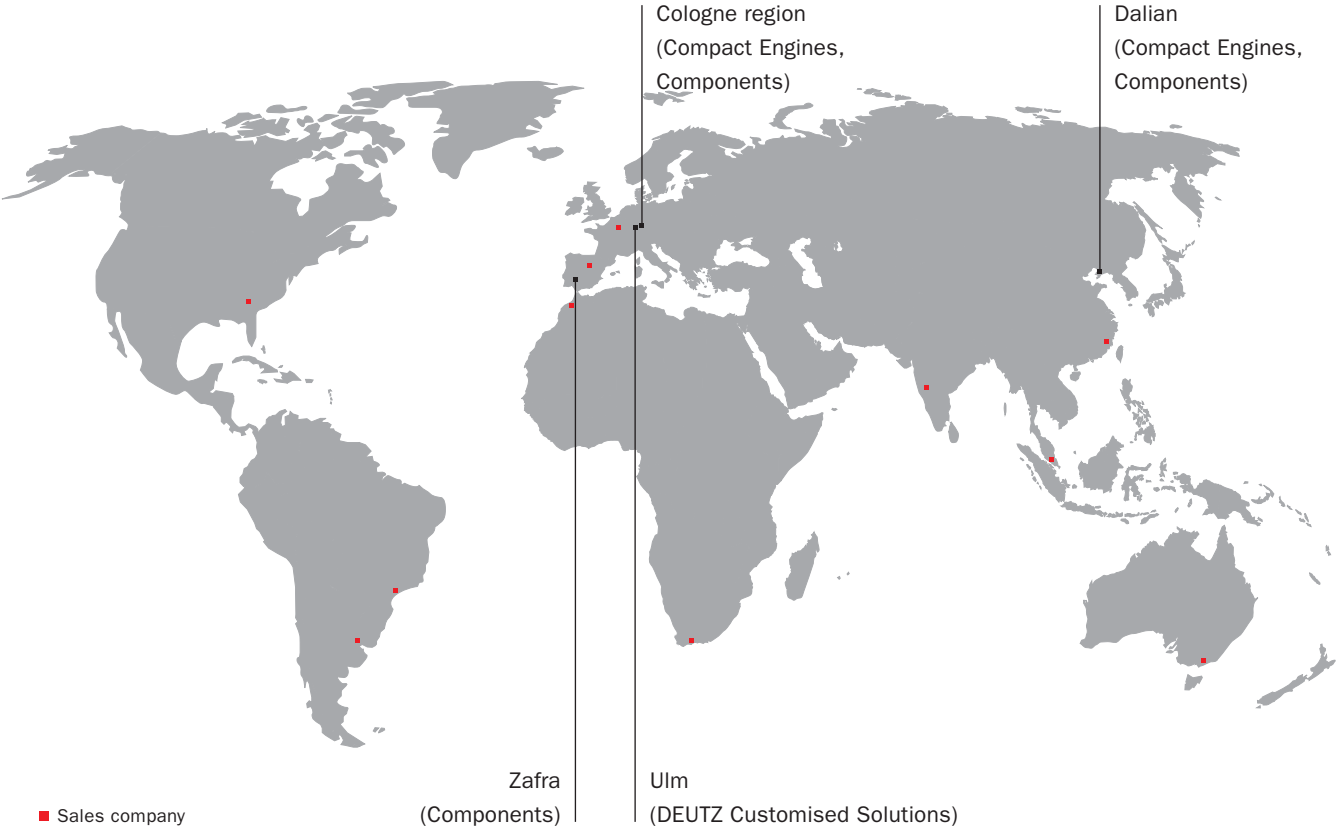 Cologne region
(Compact Engines,
Components)
Dalian
(Compact Engines,
Components)
Zafra
(Components)
Ulm
(DEUTZ Customised Solutions)
Sales company